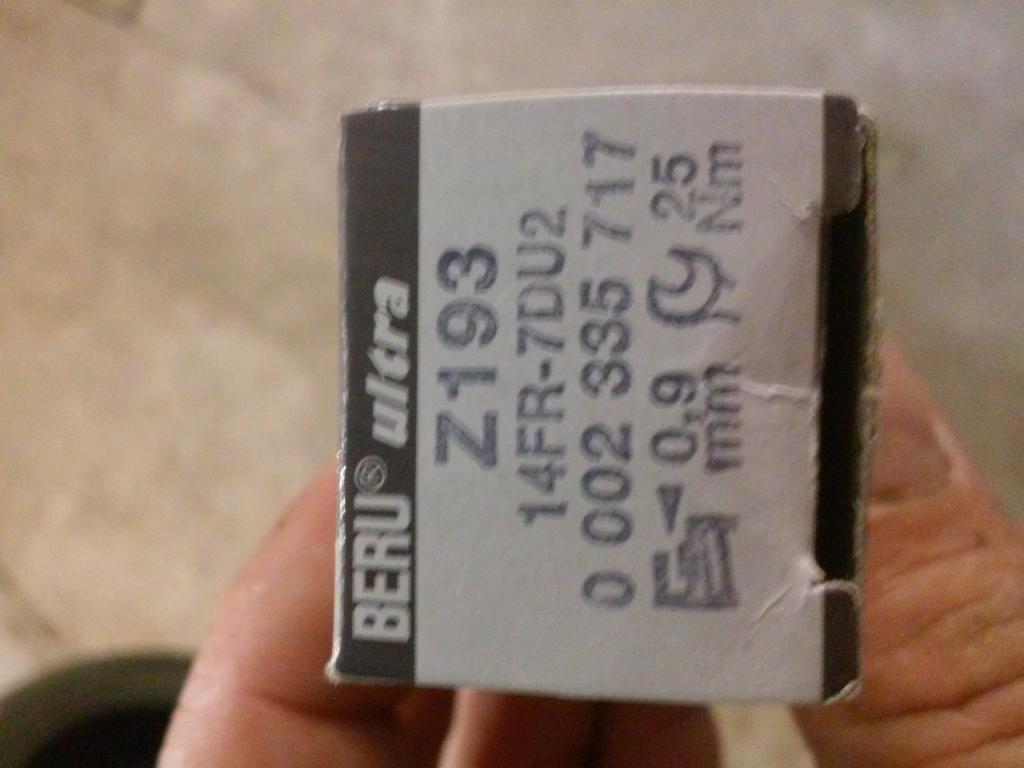 BERU® ultra
Z193
14FR-7DU2
0 002 335 717
0,9 25
mm Nm